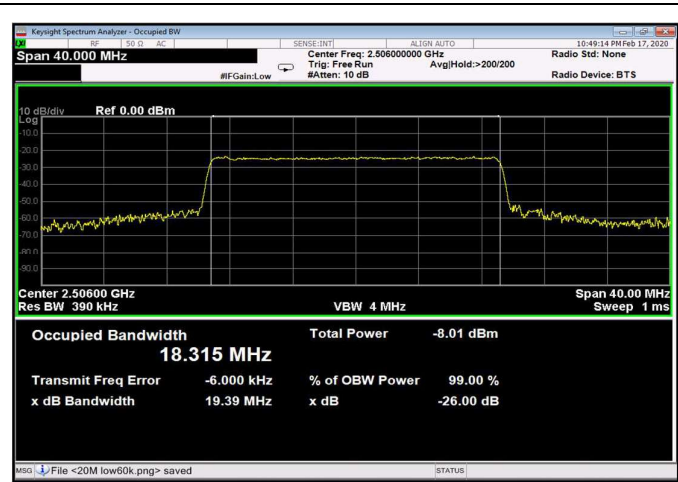 Keysight Spectrum Analyzer - Occupied BW
LXI RF 50 Ω AC SENSE:INT ALIGN AUTO 10:49:14 PM Feb 17, 2020
Span 40.000 MHz Center Freq: 2.506000000 GHz Radio Std: None
Trig: Free Run Avg|Hold:>200/200
#IFGain:Low #Atten: 10 dB Radio Device: BTS
10 dB/div Ref 0.00 dBm
Log
-10.0
-20.0
-30.0
-40.0
-50.0
-60.0
-70.0
-80.0
-90.0
Center 2.50600 GHz Span 40.00 MHz
Res BW 390 kHz VBW 4 MHz Sweep 1 ms
Occupied Bandwidth Total Power -8.01 dBm
18.315 MHz
Transmit Freq Error -6.000 kHz % of OBW Power 99.00 %
x dB Bandwidth 19.39 MHz x dB -26.00 dB
MSG File <20M low60k.png> saved STATUS